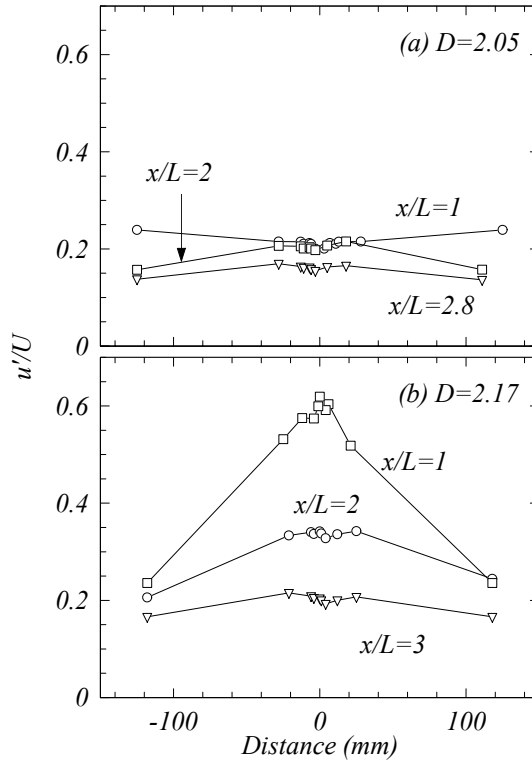 0.6
(a) D=2.05
0.4
x/L=2
x/L=1
0.2
x/L=2.8
0
u'/U
(b) D=2.17
0.6
x/L=1
0.4
x/L=2
0.2
x/L=3
0
-100 0 100
Distance (mm)